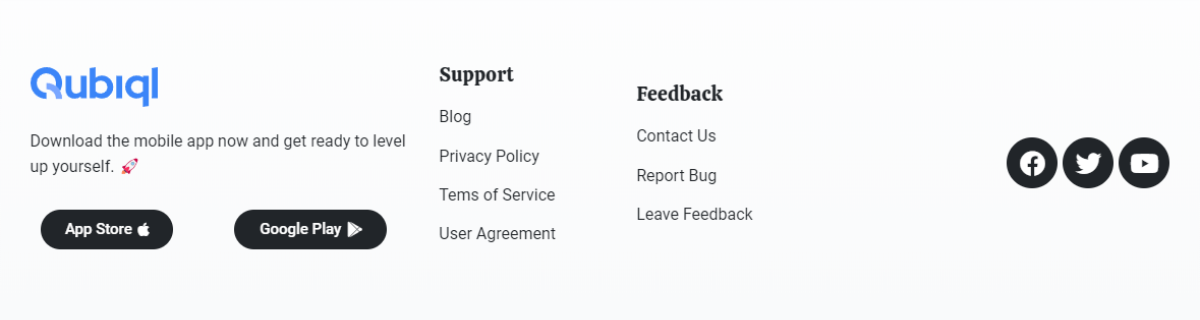 Qubiql
Download the mobile app now and get ready to level
up yourself. 🚀
App Store
Google Play
Support
Blog
Privacy Policy
Tems of Service
User Agreement
Feedback
Contact Us
Report Bug
Leave Feedback